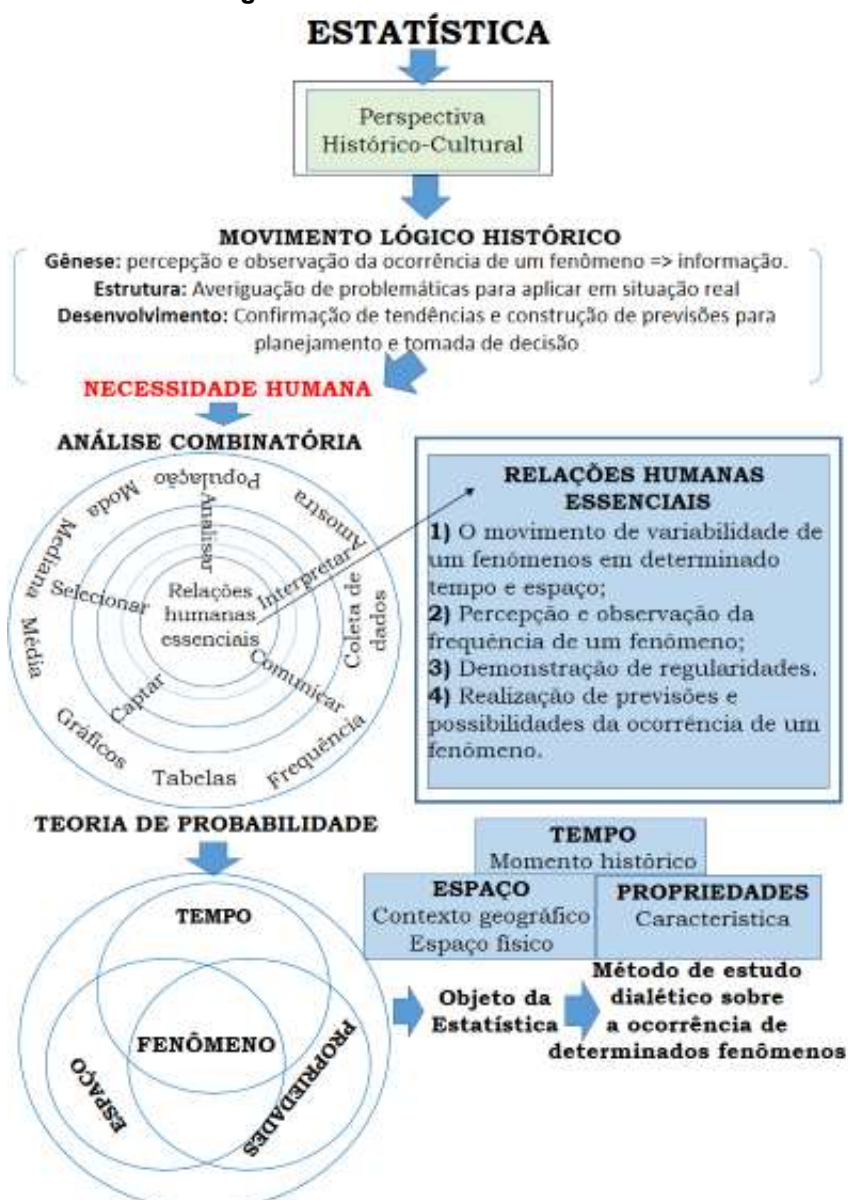 ESTATÍSTICA
Perspectiva
Histórico-Cultural
MOVIMENTO LÓGICO HISTÓRICO
Gênese: percepção e observação da ocorrência de um fenômeno => informação.
Estrutura: Averiguação de problemáticas para aplicar em situação real
Desenvolvimento: Confirmação de tendências e construção de previsões para
planejamento e tomada de decisão
NECESSIDADE HUMANA
ANÁLISE COMBINATÓRIA
População
Moda
Mediana
Média
Gráficos
Tabelas
Frequência
Coleta de
dados
Amostra
Analisar
Selecionar
Captar
Comunicar
Interpretar
Relações
humanas
essenciais
RELAÇÕES HUMANAS
ESSENCIAIS
1) O movimento de variabilidade de
um fenômenos em determinado
tempo e espaço;
2) Percepção e observação da
frequência de um fenômeno;
3) Demonstração de regularidades.
4) Realização de previsões e
possibilidades da ocorrência de um
fenômeno.
TEORIA DE PROBABILIDADE
TEMPO
FENÔMENO
ESPAÇO
PROPRIEDADES
TEMPO
Momento histórico
ESPAÇO
Contexto geográfico
Espaço físico
PROPRIEDADES
Característica
Objeto da
Estatística
Método de estudo
dialético sobre
a ocorrência de
determinados fenômenos